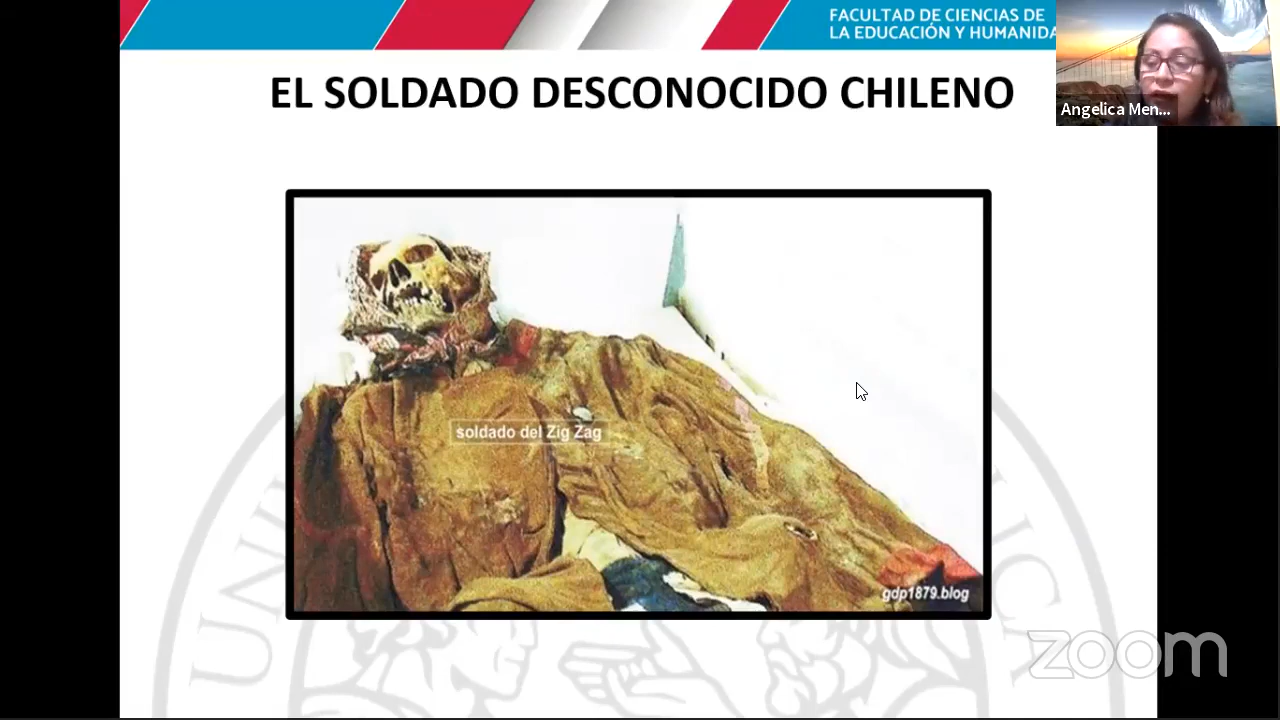 FACULTAD DE CIENCIAS DE
LA EDUCACIÓN Y HUMANIDA
Angelica Men...
EL SOLDADO DESCONOCIDO CHILENO
soldado del Zig Zag
gdp1879.blog
zoom